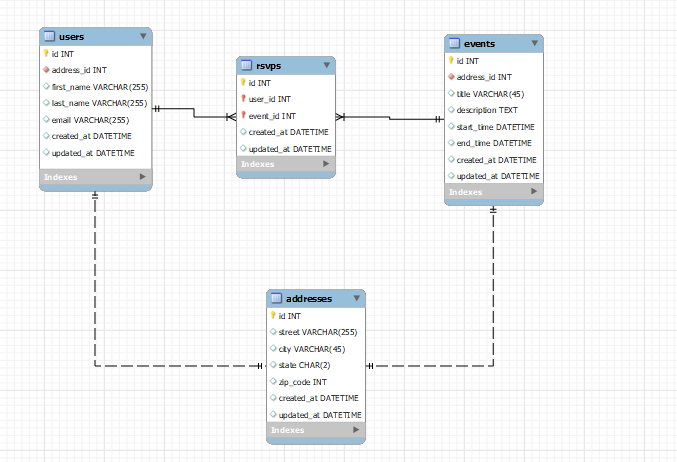 users
id INT
address_id INT
first_name VARCHAR(255)
last_name VARCHAR(255)
email VARCHAR(255)
created_at DATETIME
updated_at DATETIME
Indexes
rsvps
id INT
user_id INT
event_id INT
created_at DATETIME
updated_at DATETIME
Indexes
events
id INT
address_id INT
title VARCHAR(45)
description TEXT
start_time DATETIME
end_time DATETIME
created_at DATETIME
updated_at DATETIME
Indexes
addresses
id INT
street VARCHAR(255)
city VARCHAR(45)
state CHAR(2)
zip_code INT
created_at DATETIME
updated_at DATETIME
Indexes